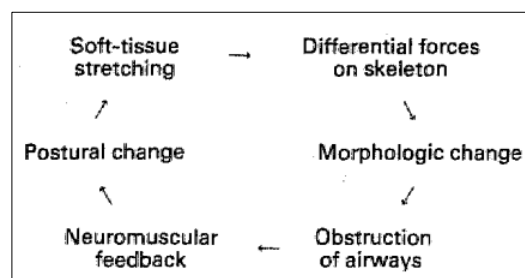 Soft-tissue
stretching
→
Differential forces
on skeleton
Postural change
Morphologic change
Neuromuscular
feedback
←
Obstruction
of airways